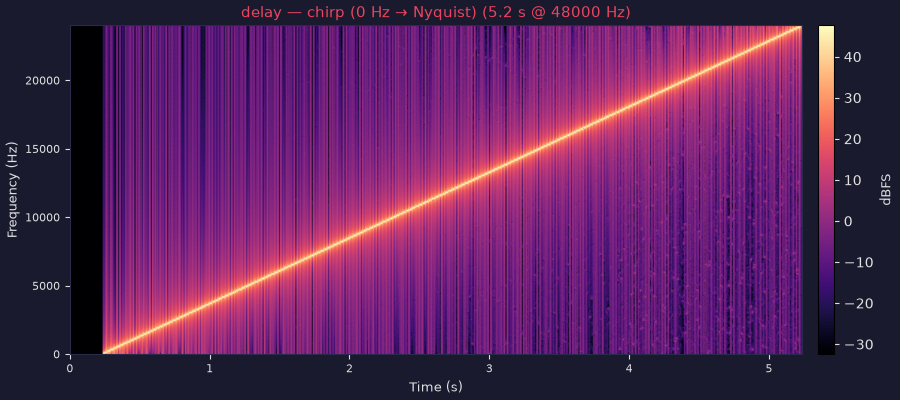 delay — chirp (0 Hz → Nyquist) (5.2 s @ 48000 Hz)
Frequency (Hz)
20000
15000
10000
5000
0
0 1 2 3 4 5
Time (s)
40
30
20
10
0
−10
−20
−30
dBFS